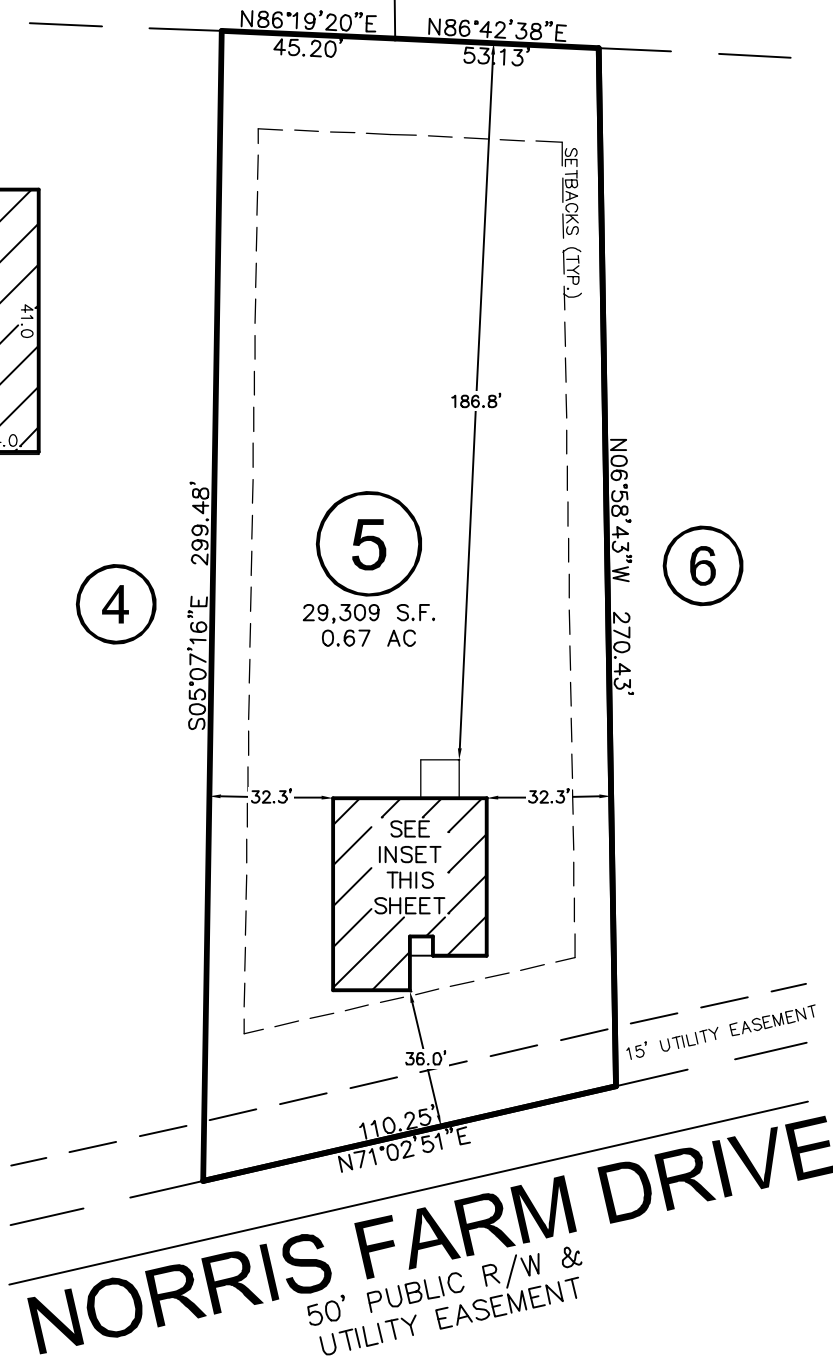 N86°19'20"E
N86°42'38"E
45.20'
53.13'
SETBACKS (TYP.)
41.0
186.8'
S05°07'16"E 299.48'
N06°58'43"W 270.43'
5
29,309 S.F.
0.67 AC
4
6
32.3'
32.3'
SEE
INSET
THIS
SHEET
36.0'
15' UTILITY EASEMENT
110.25'
N71°02'51"E
NORRIS FARM DRIVE
50' PUBLIC R/W &
UTILITY EASEMENT